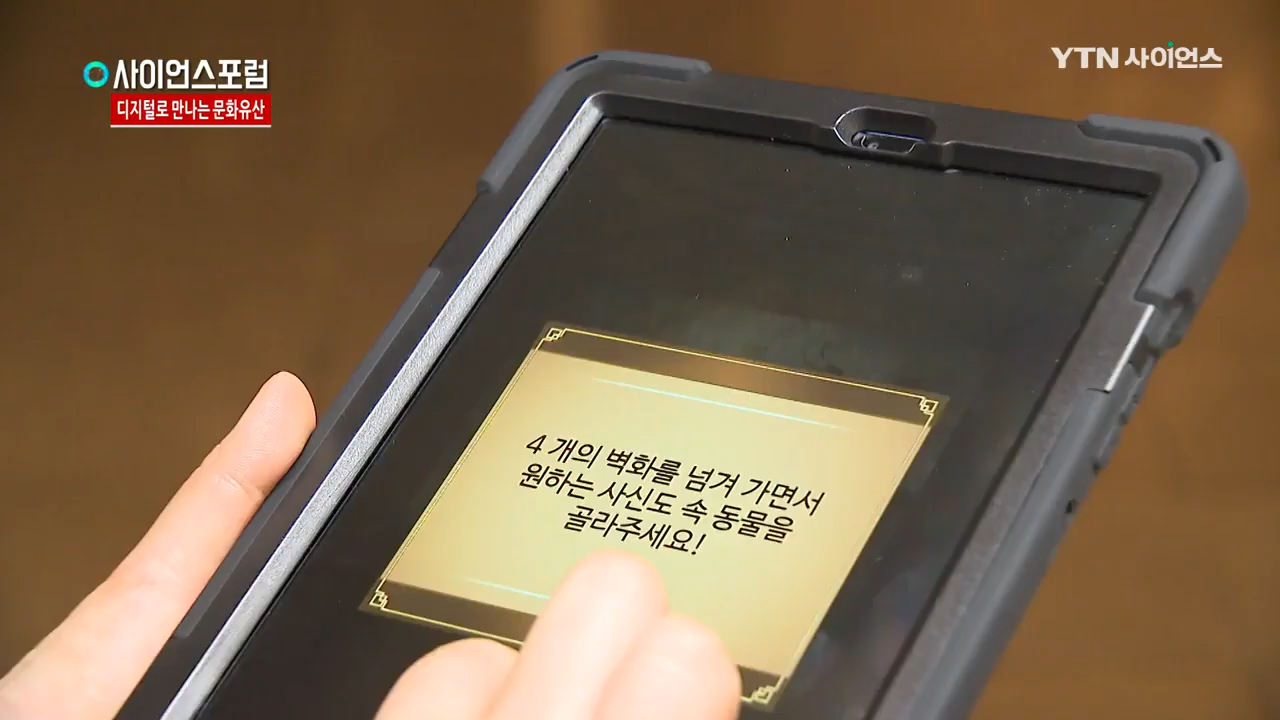 사이언스포럼
디지털로 만나는 문화유산
YTN 사이언스
4 개의 벽화를 넘겨 가면서
원하는 사신도 속 동물을
골라주세요!